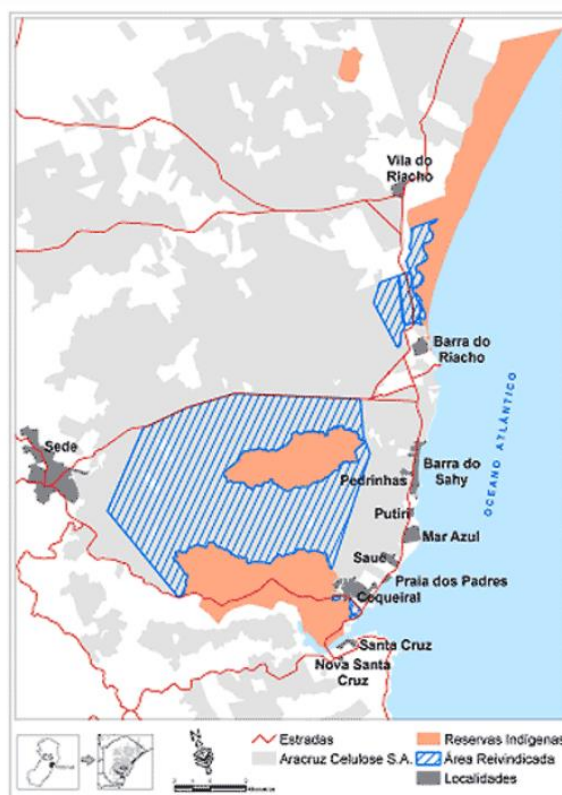 Vila do
Riacho
Barra do
Riacho
OCEANO ATLÂNTICO
Sede
Barra do
Sahy
Pedrinhas
Putiri
Mar Azul
Sauê
Praia dos Padres
Coqueiral
Santa Cruz
Nova Santa
Cruz
Estradas
Aracruz Celulose S.A.
Reservas Indígenas
Área Reivindicada
Localidades
ES